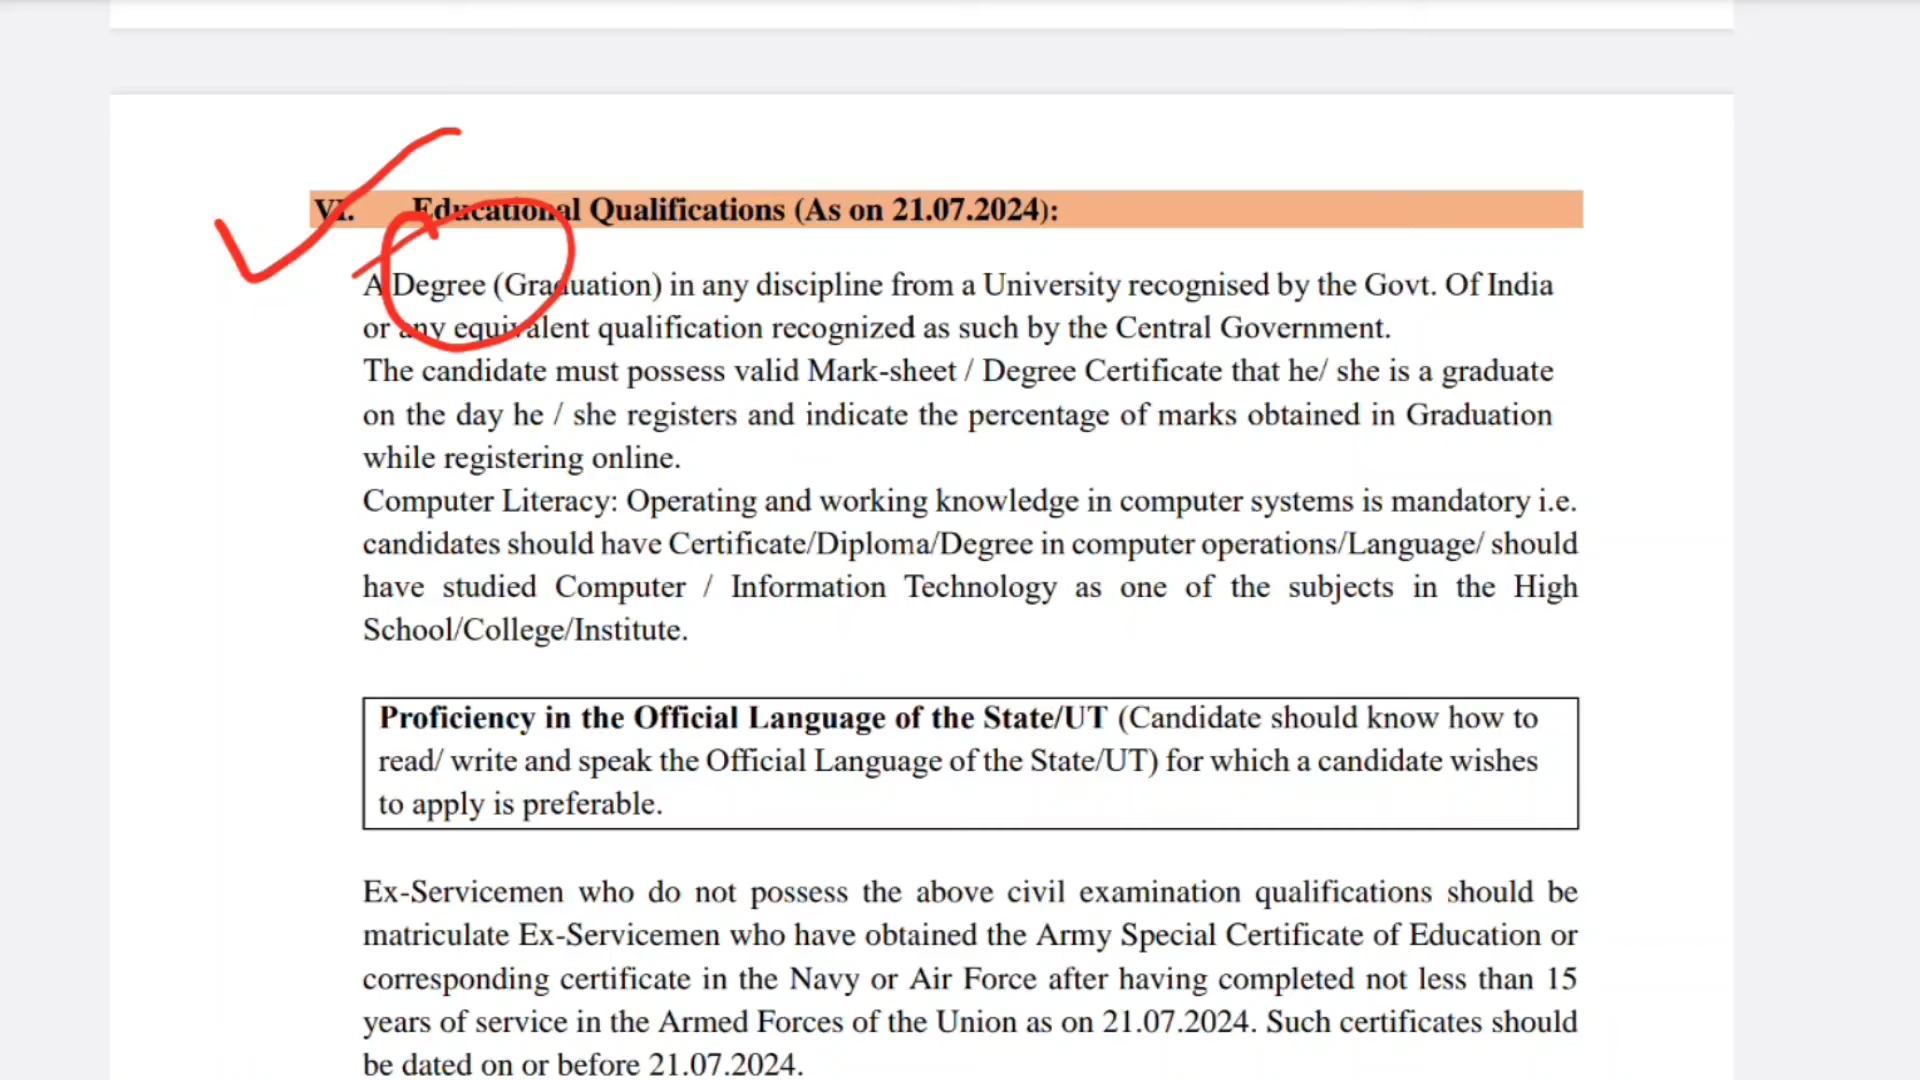 VI. Educational Qualifications (As on 21.07.2024):
A Degree (Graduation) in any discipline from a University recognised by the Govt. Of India
or any equivalent qualification recognized as such by the Central Government.
The candidate must possess valid Mark-sheet / Degree Certificate that he/ she is a graduate
on the day he / she registers and indicate the percentage of marks obtained in Graduation
while registering online.
Computer Literacy: Operating and working knowledge in computer systems is mandatory i.e.
candidates should have Certificate/Diploma/Degree in computer operations/Language/ should
have studied Computer / Information Technology as one of the subjects in the High
School/College/Institute.
Proficiency in the Official Language of the State/UT (Candidate should know how to
read/ write and speak the Official Language of the State/UT) for which a candidate wishes
to apply is preferable.
Ex-Servicemen who do not possess the above civil examination qualifications should be
matriculate Ex-Servicemen who have obtained the Army Special Certificate of Education or
corresponding certificate in the Navy or Air Force after having completed not less than 15
years of service in the Armed Forces of the Union as on 21.07.2024. Such certificates should
be dated on or before 21.07.2024.